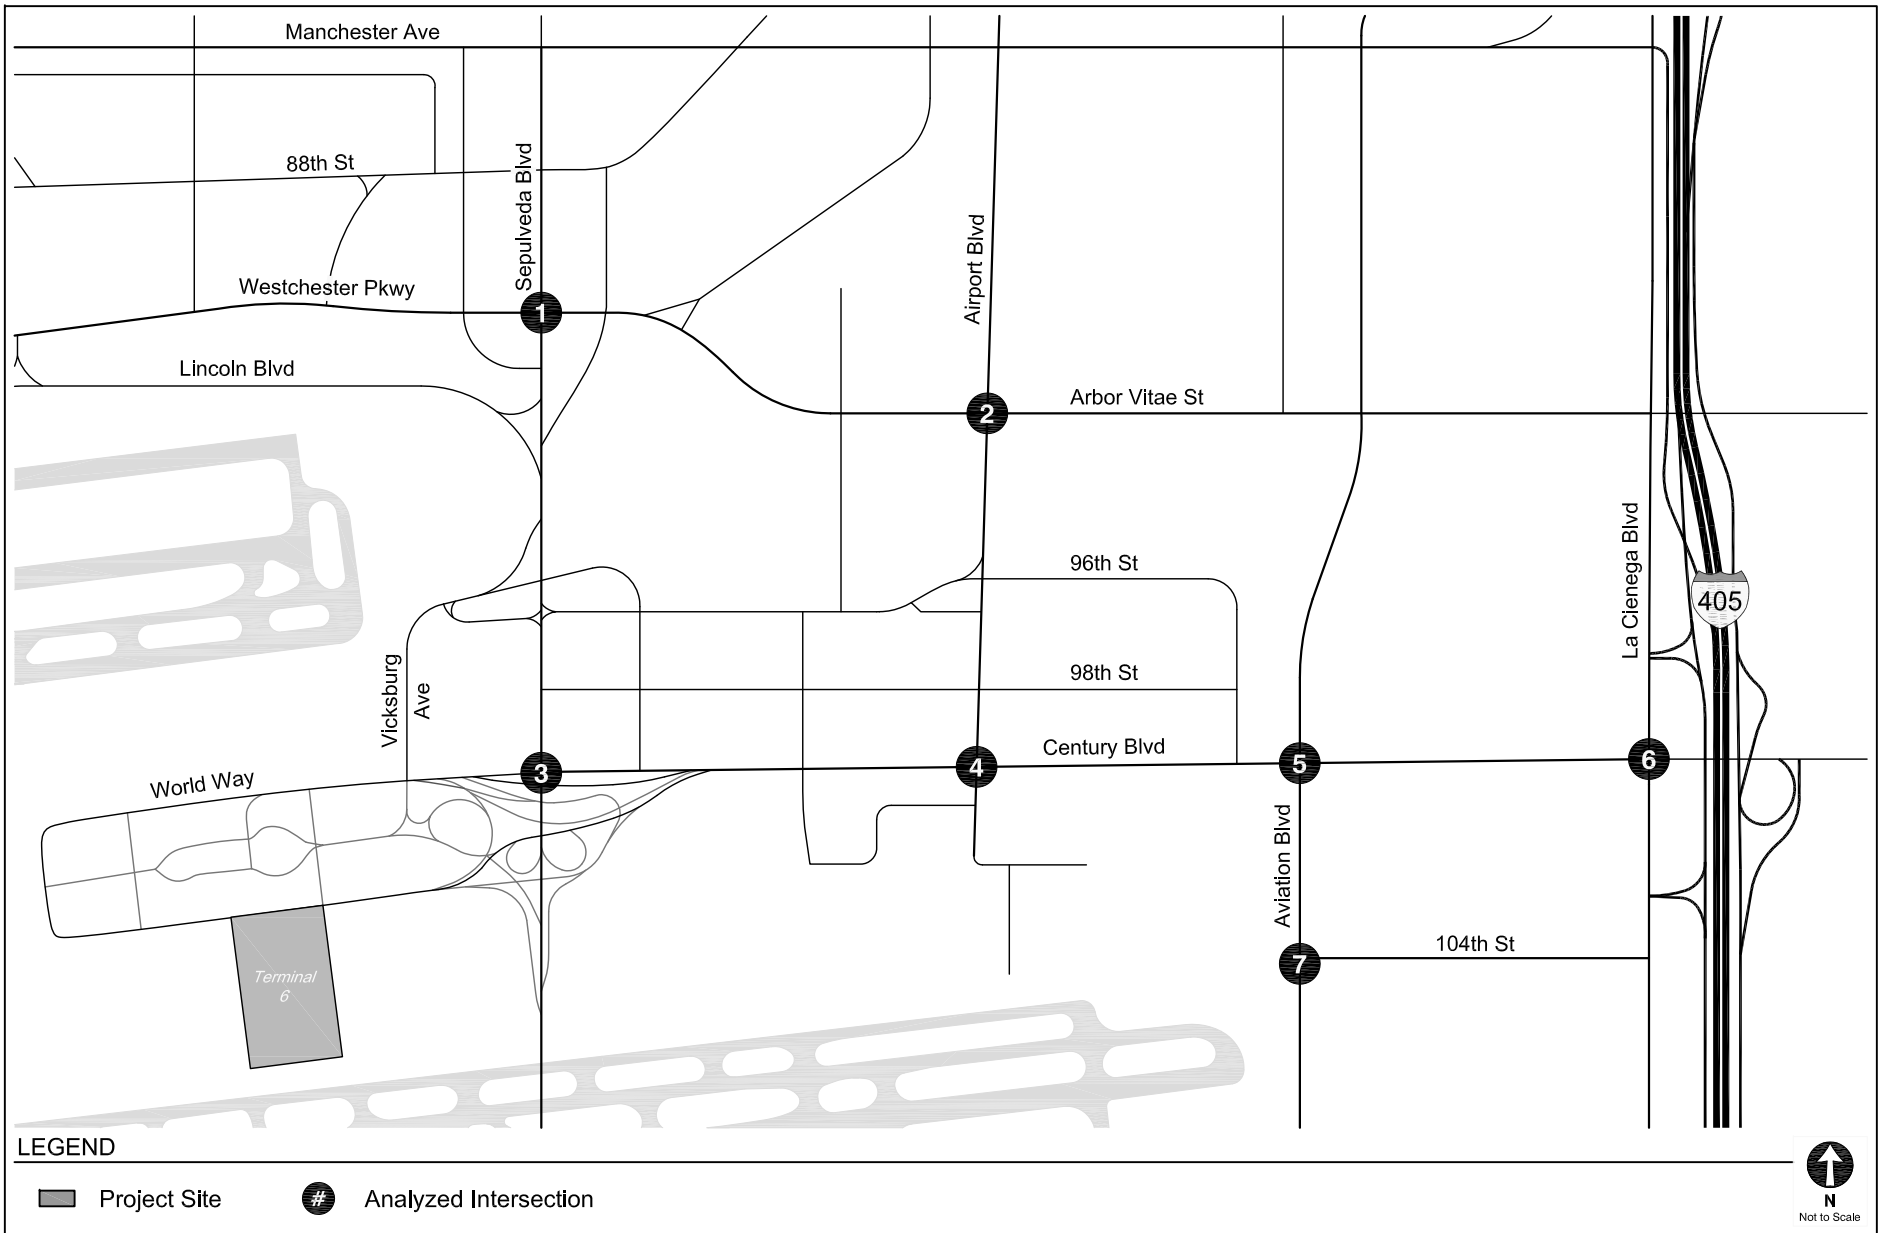 Manchester Ave
88th St
Sepulveda Blvd
Airport Blvd
Westchester Pkwy
1
Lincoln Blvd
2
Arbor Vitae St
La Cienega Blvd
96th St
405
Vicksburg
Ave
98th St
World Way
3
4
Century Blvd
5
6
Aviation Blvd
7
104th St
Terminal
6
LEGEND
Project Site
# Analyzed Intersection
N
Not to Scale